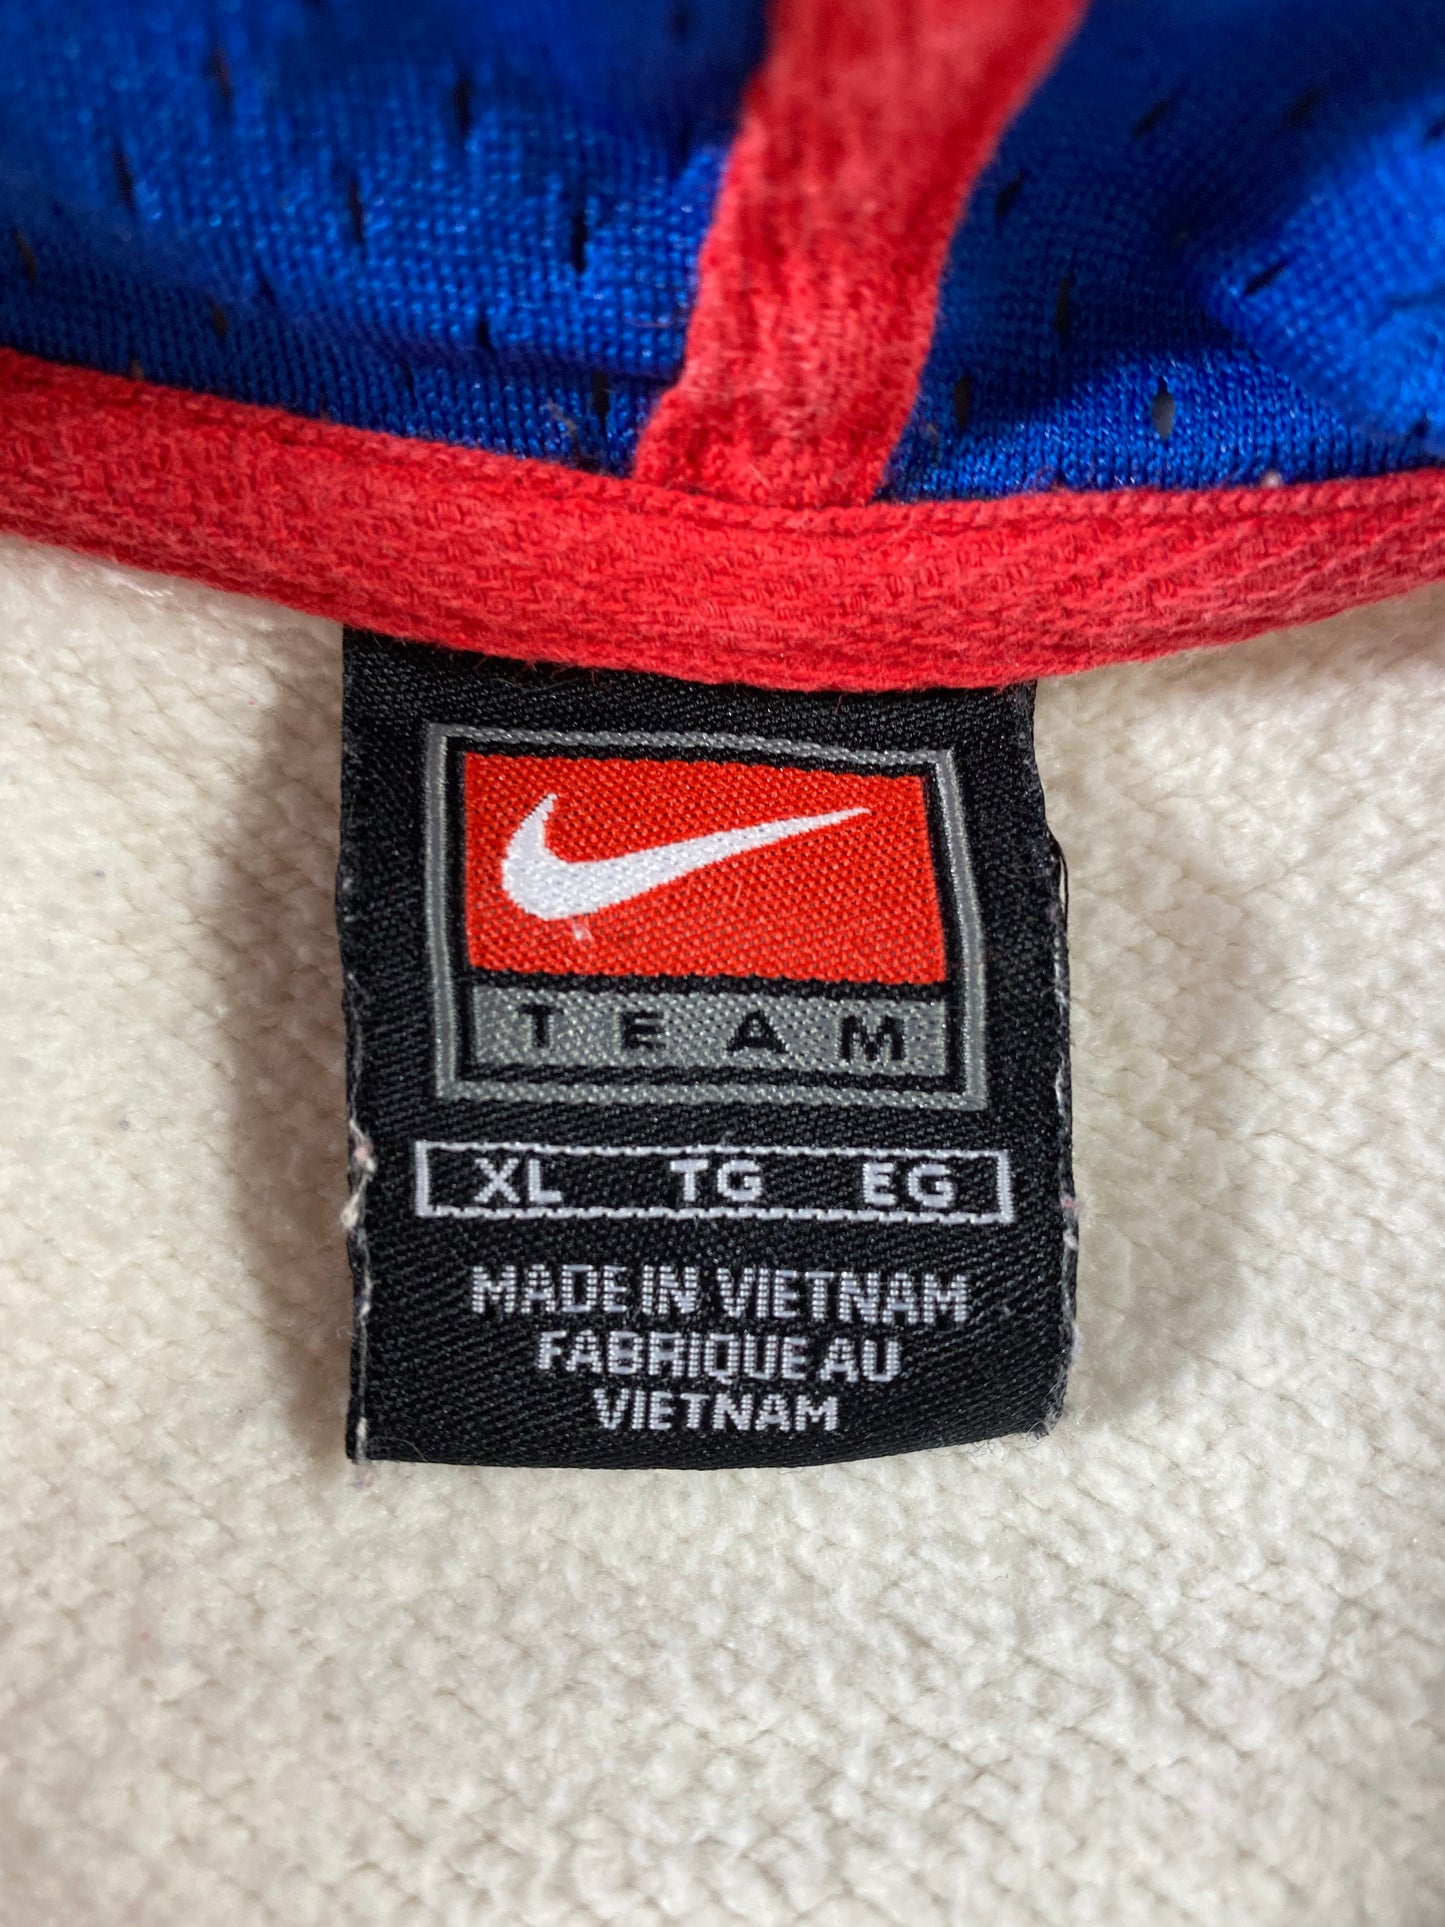 TEAM
XL TG EG
MADE IN VIETNAM
FABRIQUE AU
VIETNAM